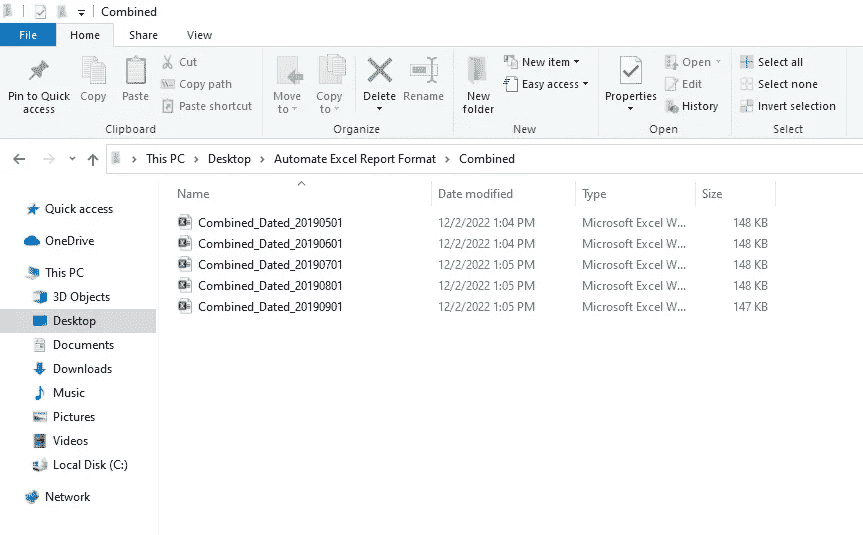 Combined
File Home Share View
Pin to Quick access
Copy
Paste
Cut
Copy path
Paste shortcut
Clipboard
Move to
Copy to
Delete
Rename
Organize
New folder
New item
Easy access
New
Properties
Open
Edit
History
Open
Select all
Select none
Invert selection
Select
This PC Desktop Automate Excel Report Format Combined
Name Date modified Type Size
Combined_Dated_20190501 12/2/2022 1:04 PM Microsoft Excel W... 148 KB
Combined_Dated_20190601 12/2/2022 1:04 PM Microsoft Excel W... 148 KB
Combined_Dated_20190701 12/2/2022 1:05 PM Microsoft Excel W... 148 KB
Combined_Dated_20190801 12/2/2022 1:05 PM Microsoft Excel W... 148 KB
Combined_Dated_20190901 12/2/2022 1:05 PM Microsoft Excel W... 147 KB
Quick access
OneDrive
This PC
3D Objects
Desktop
Documents
Downloads
Music
Pictures
Videos
Local Disk (C:)
Network